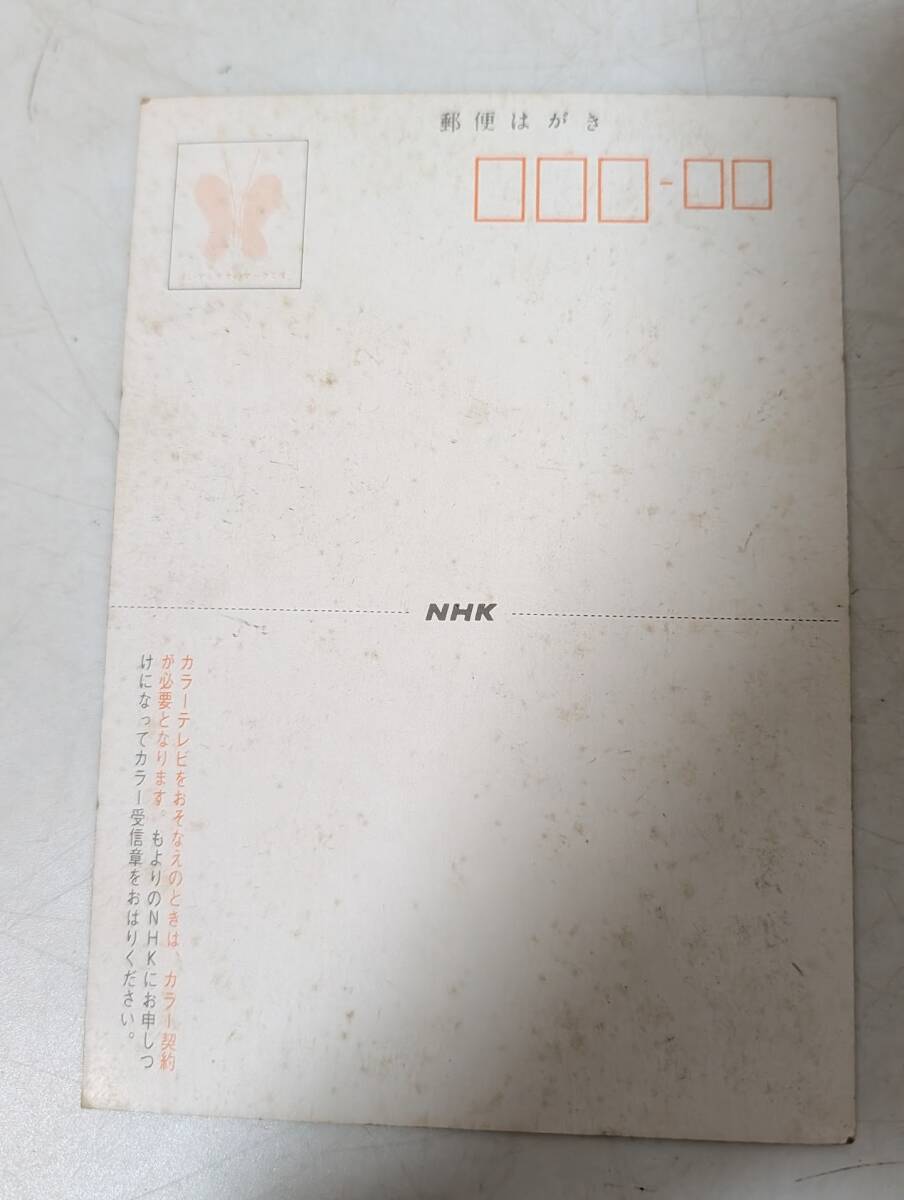 郵便はがき
NHK
カラーテレビをおそなえのときは、カラー契約
が必要となります。もよりのNHKにお申しつ
けになってカラー受信章をおはりください。